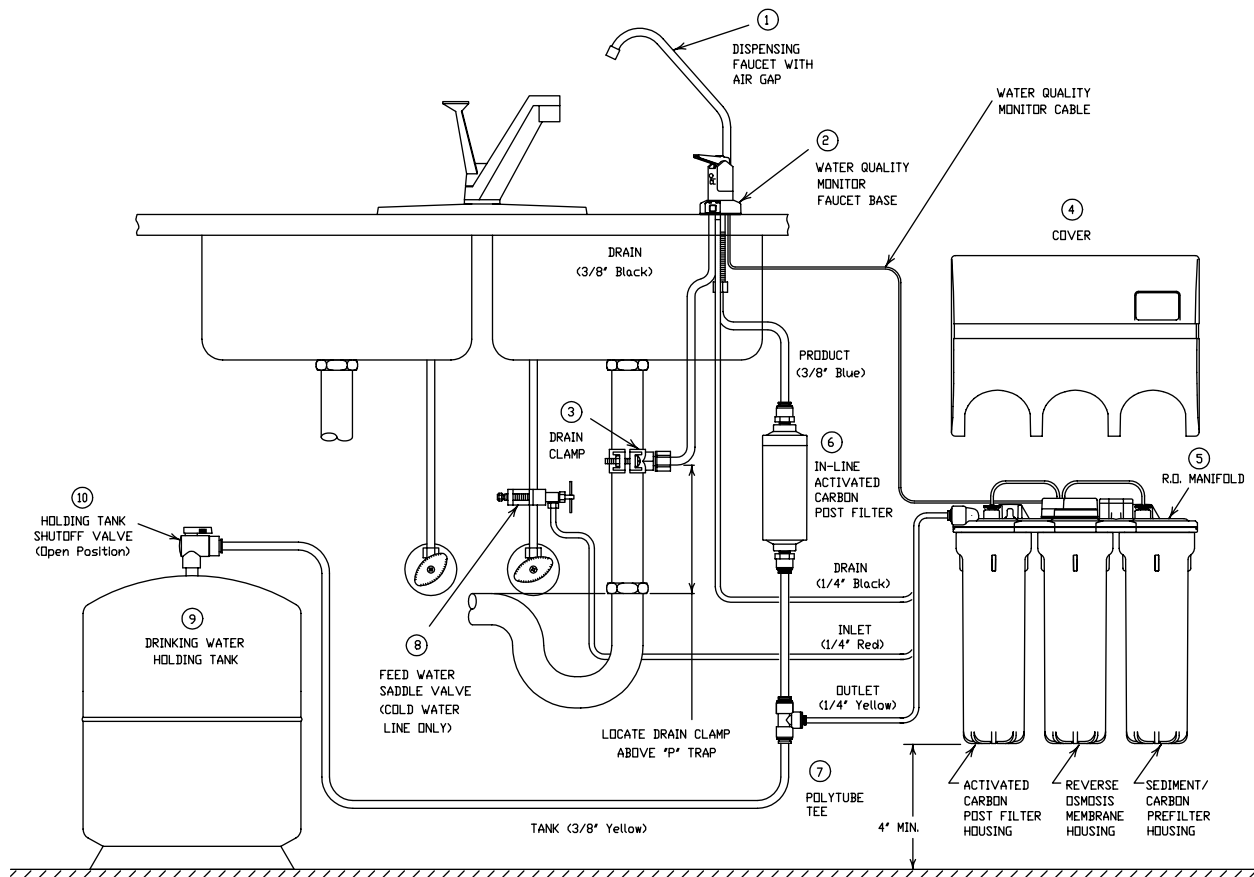 1
DISPENSING
FAUCET WITH
AIR GAP
WATER QUALITY
MONITOR CABLE
2
WATER QUALITY
MONITOR
FAUCET BASE
4
COVER
DRAIN
(3/8" Black)
PRODUCT
(3/8" Blue)
3
DRAIN
CLAMP
6
IN-LINE
ACTIVATED
CARBON
POST FILTER
5
R.O. MANIFOLD
10
HOLDING TANK
SHUTOFF VALVE
(Open Position)
DRAIN
(1/4" Black)
9
DRINKING WATER
HOLDING TANK
8
FEED WATER
SADDLE VALVE
(COLD WATER
LINE ONLY)
INLET
(1/4" Red)
OUTLET
(1/4" Yellow)
LOCATE DRAIN CLAMP
ABOVE "P" TRAP
7
POLYTUBE
TEE
TANK (3/8" Yellow)
4" MIN.
ACTIVATED
CARBON
POST FILTER
HOUSING
REVERSE
OSMOSIS
MEMBRANE
HOUSING
SEDIMENT/
CARBON
PREFILTER
HOUSING